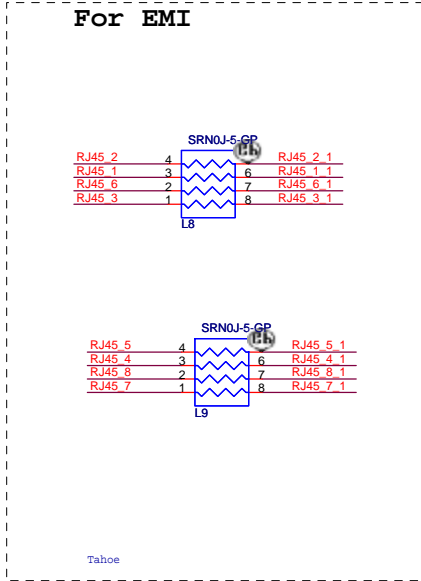 For EMI
SRN0J-5-GP
RJ45_2 4 RJ45_2_1
RJ45_1 3 6 RJ45_1_1
RJ45_6 2 7 RJ45_6_1
RJ45_3 1 8 RJ45_3_1
L8
SRN0J-5-GP
RJ45_5 4 RJ45_5_1
RJ45_4 3 6 RJ45_4_1
RJ45_8 2 7 RJ45_8_1
RJ45_7 1 8 RJ45_7_1
L9
Tahoe